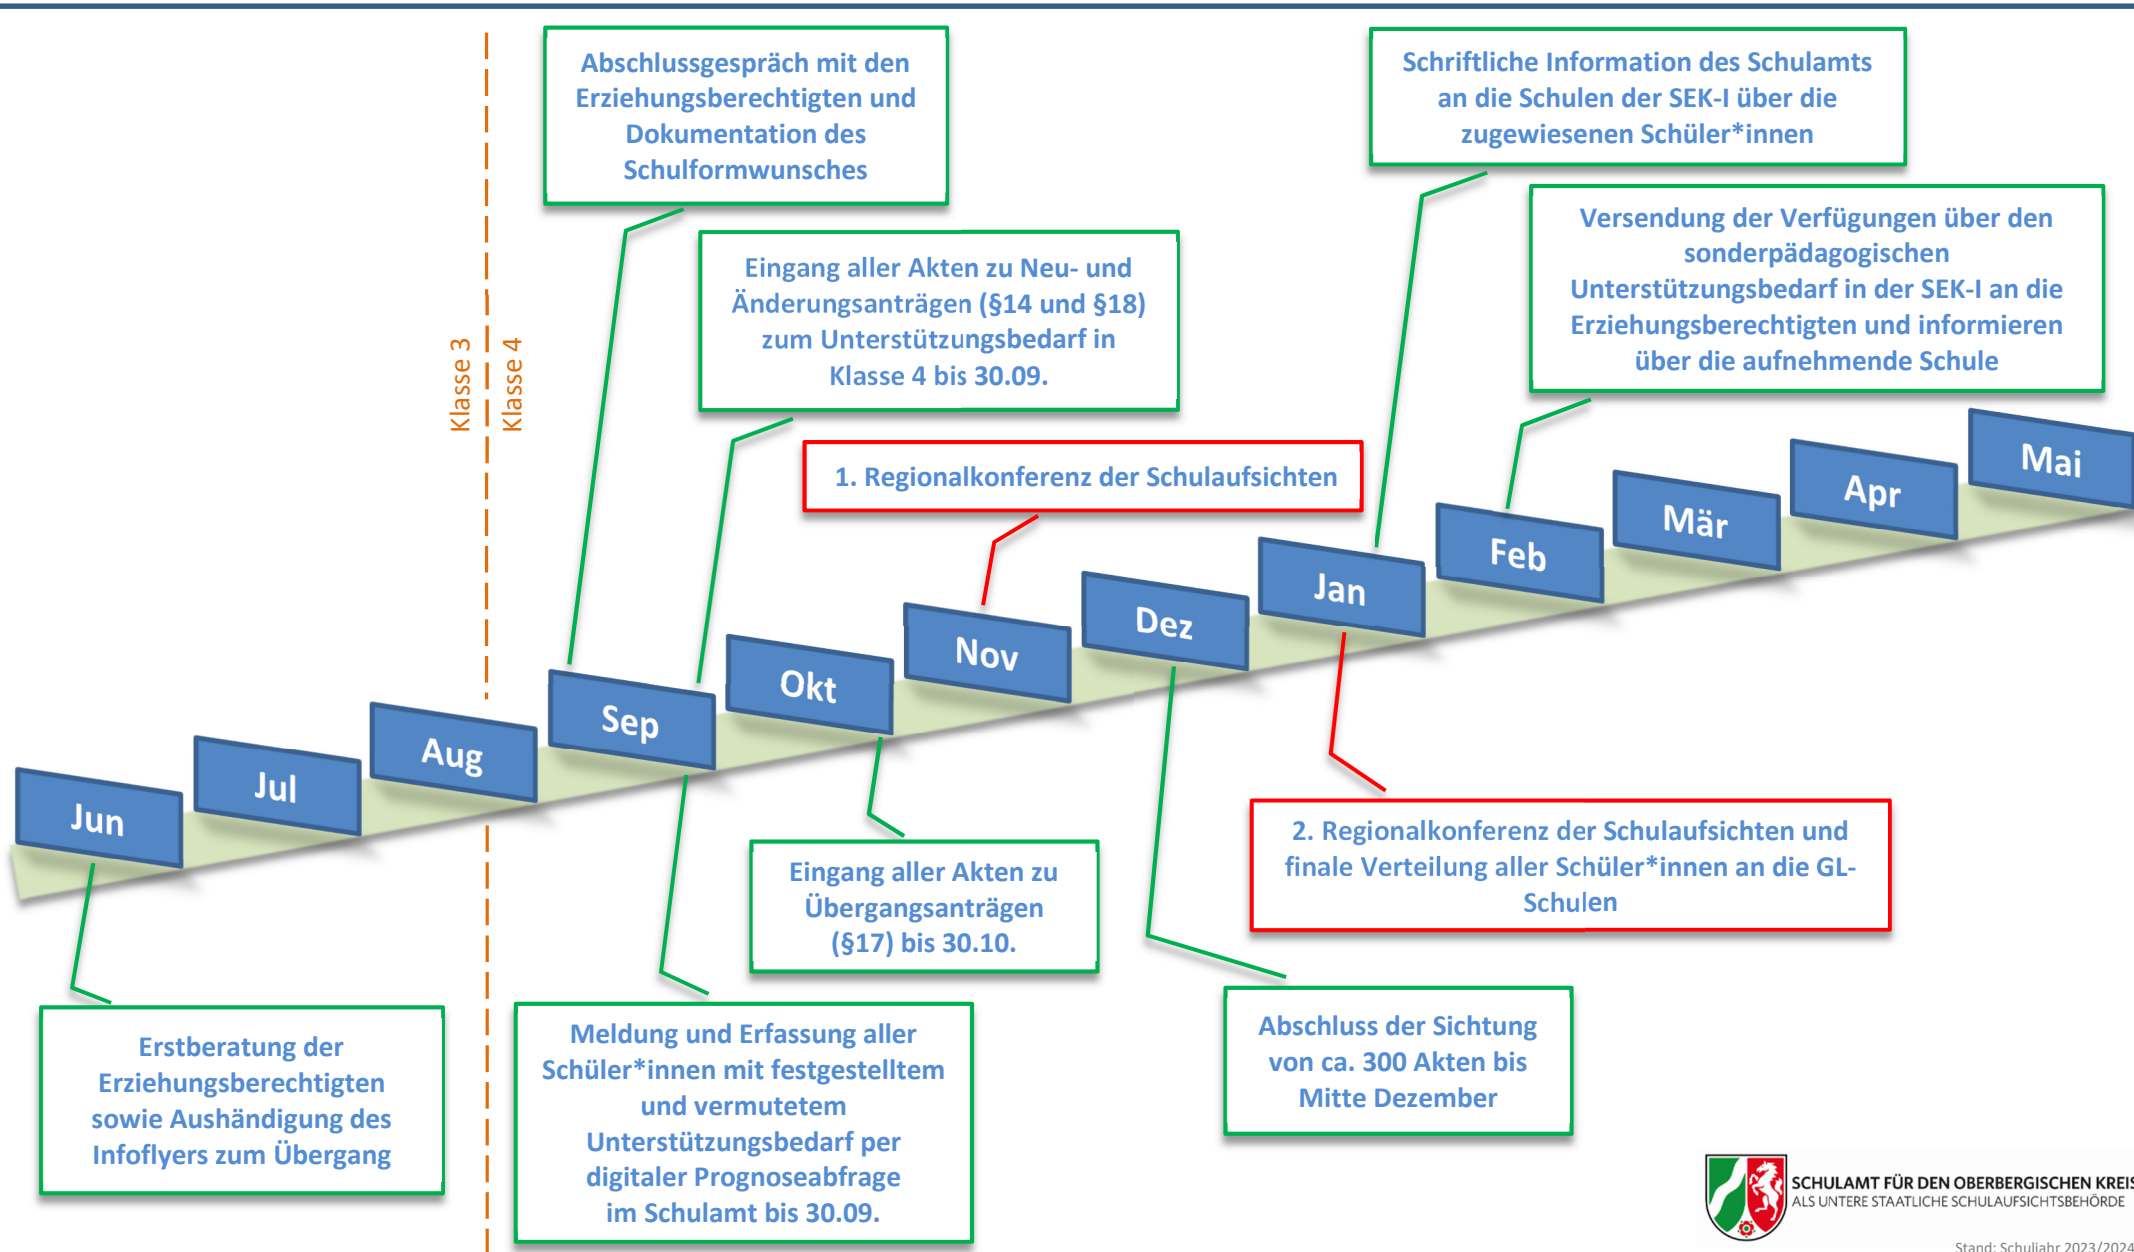 Abschlussgespräch mit den
Erziehungsberechtigten und
Dokumentation des
Schulformwunsches
Schriftliche Information des Schulamts
an die Schulen der SEK-I über die
zugewiesenen Schüler*innen
Eingang aller Akten zu Neu- und
Änderungsanträgen (§14 und §18)
zum Unterstützungsbedarf in
Klasse 4 bis 30.09.
Versendung der Verfügungen über den
sonderpädagogischen
Unterstützungsbedarf in der SEK-I an die
Erziehungsberechtigten und informieren
über die aufnehmende Schule
Klasse 3
Klasse 4
1. Regionalkonferenz der Schulaufsichten
Jun
Jul
Aug
Sep
Okt
Nov
Dez
Jan
Feb
Mär
Apr
Mai
Erstberatung der
Erziehungsberechtigten
sowie Aushändigung des
Infoflyers zum Übergang
Meldung und Erfassung aller
Schüler*innen mit festgestelltem
und vermutetem
Unterstützungsbedarf per
digitaler Prognoseabfrage
im Schulamt bis 30.09.
Eingang aller Akten zu
Übergangsanträgen
(§17) bis 30.10.
Abschluss der Sichtung
von ca. 300 Akten bis
Mitte Dezember
2. Regionalkonferenz der Schulaufsichten und
finale Verteilung aller Schüler*innen an die GL-
Schulen
SCHULAMT FÜR DEN OBERBERGISCHEN KREIS
ALS UNTERE STAATLICHE SCHULAUFSICHTSBEHÖRDE
Stand: Schuljahr 2023/2024